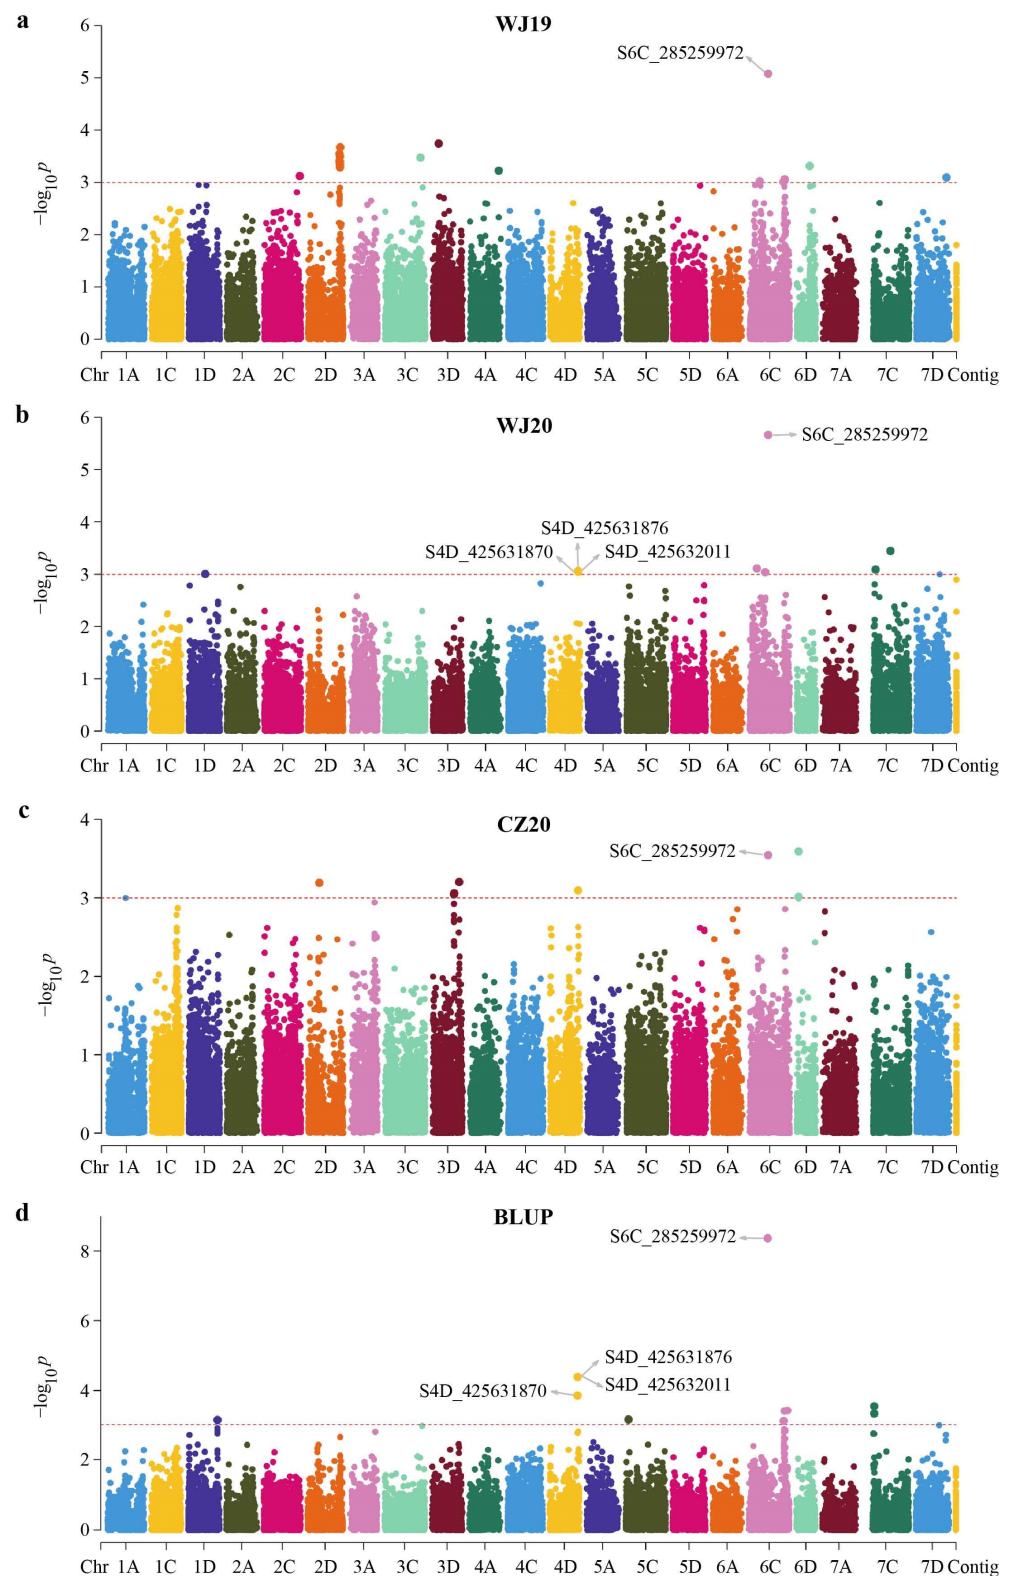 a
WJ19
6
S6C_285259972
5
4
3
2
1
0
−log10p
Chr 1A 1C 1D 2A 2C 2D 3A 3C 3D 4A 4C 4D 5A 5C 5D 6A 6C 6D 7A 7C 7D Contig
b
WJ20
6
S6C_285259972
5
4
S4D_425631876
S4D_425631870 S4D_425632011
3
2
1
0
−log10p
Chr 1A 1C 1D 2A 2C 2D 3A 3C 3D 4A 4C 4D 5A 5C 5D 6A 6C 6D 7A 7C 7D Contig
c
CZ20
4
S6C_285259972
3
2
1
0
−log10p
Chr 1A 1C 1D 2A 2C 2D 3A 3C 3D 4A 4C 4D 5A 5C 5D 6A 6C 6D 7A 7C 7D Contig
d
BLUP
S6C_285259972
8
6
S4D_425631876
S4D_425631870 S4D_425632011
4
2
0
−log10p
Chr 1A 1C 1D 2A 2C 2D 3A 3C 3D 4A 4C 4D 5A 5C 5D 6A 6C 6D 7A 7C 7D Contig